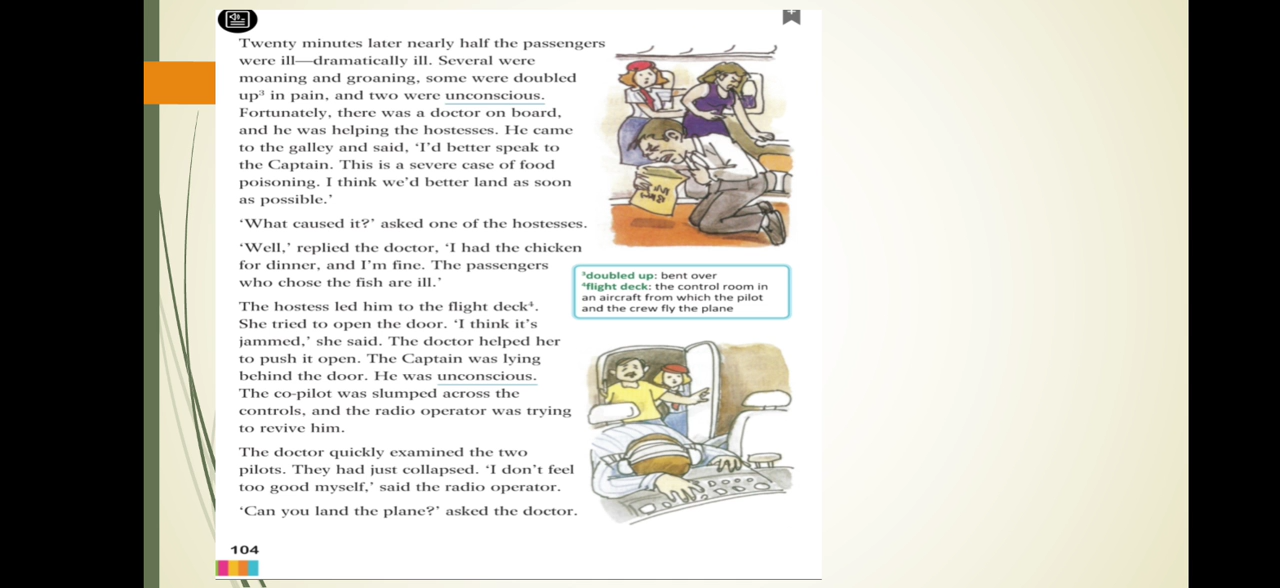 Twenty minutes later nearly half the passengers
were ill—dramatically ill. Several were
moaning and groaning, some were doubled
up³ in pain, and two were unconscious.
Fortunately, there was a doctor on board,
and he was helping the hostesses. He came
to the galley and said, ‘I’d better speak to
the Captain. This is a severe case of food
poisoning. I think we’d better land as soon
as possible.’
‘What caused it?’ asked one of the hostesses.
‘Well,’ replied the doctor, ‘I had the chicken
for dinner, and I’m fine. The passengers
who chose the fish are ill.’
The hostess led him to the flight deck⁴.
She tried to open the door. ‘I think it’s
jammed,’ she said. The doctor helped her
to push it open. The Captain was lying
behind the door. He was unconscious.
The co-pilot was slumped across the
controls, and the radio operator was trying
to revive him.
The doctor quickly examined the two
pilots. They had just collapsed. ‘I don’t feel
too good myself,’ said the radio operator.
‘Can you land the plane?’ asked the doctor.
³doubled up: bent over
⁴flight deck: the control room in
an aircraft from which the pilot
and the crew fly the plane
104